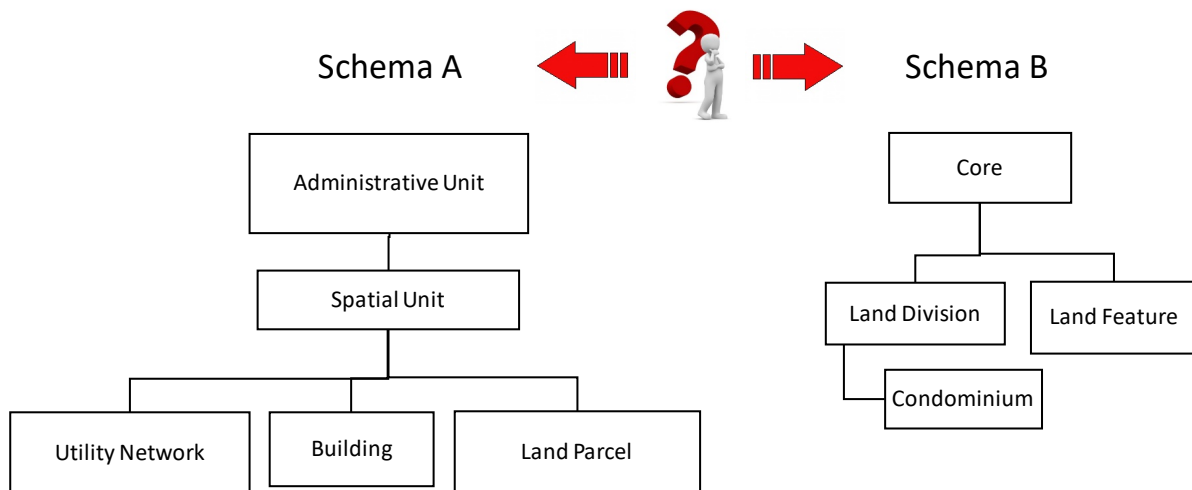 Schema A
?
Schema B
Administrative Unit
Core
Spatial Unit
Land Division
Land Feature
Condominium
Utility Network
Building
Land Parcel